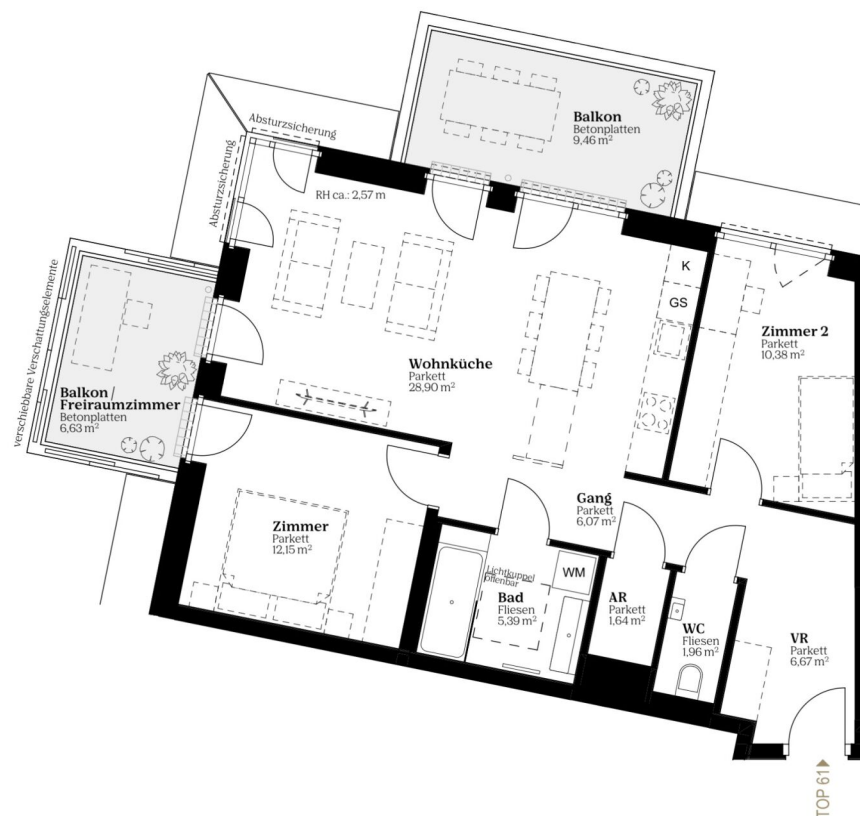 Balkon
Betonplatten
9,46 m²
Absturzsicherung
Absturzsicherung
RH ca.: 2,57 m
K
GS
Zimmer 2
Parkett
10,38 m²
Wohnküche
Parkett
28,90 m²
verschiebbare Verschattungselemente
Balkon /
Freiraumzimmer
Betonplatten
6,63 m²
Gang
Parkett
6,07 m²
Zimmer
Parkett
12,15 m²
Lichtkuppel
öffenbar
WM
Bad
Fliesen
5,39 m²
AR
Parkett
1,64 m²
WC
Fliesen
1,96 m²
VR
Parkett
6,67 m²
TOP 61